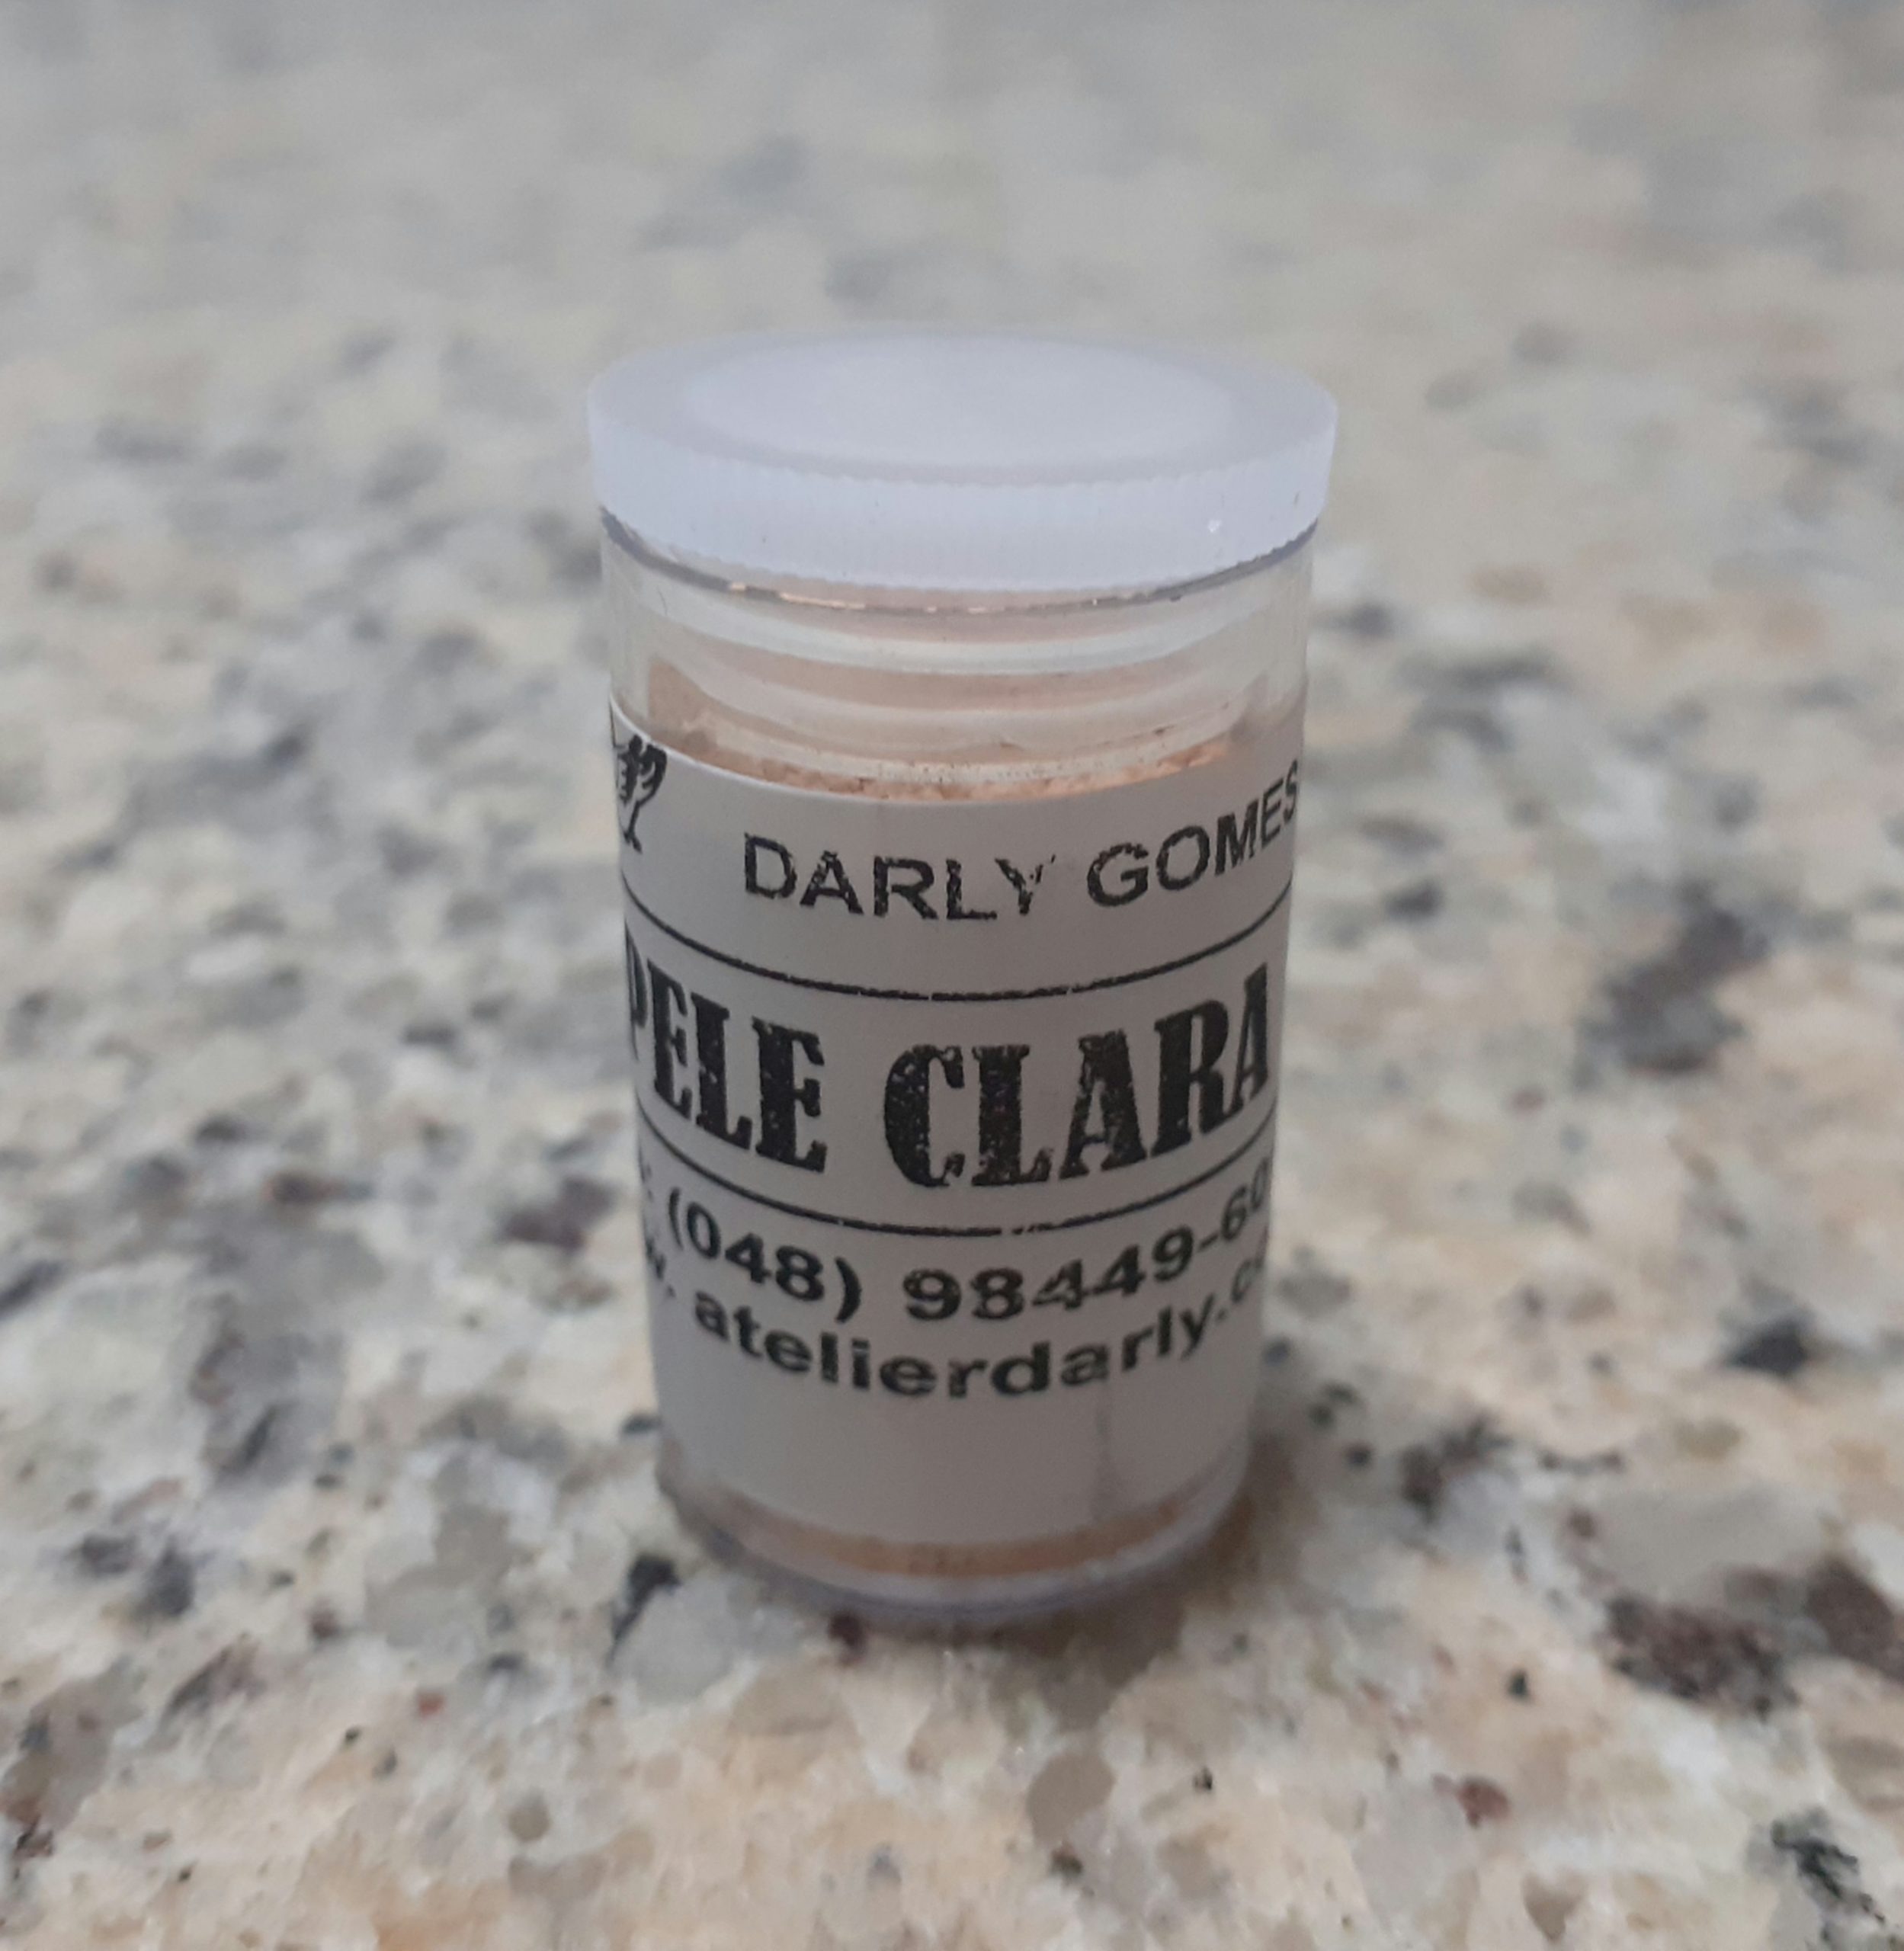 DARLY GOMES
PELE CLARA
(048) 98449-60
atelierdarly.c